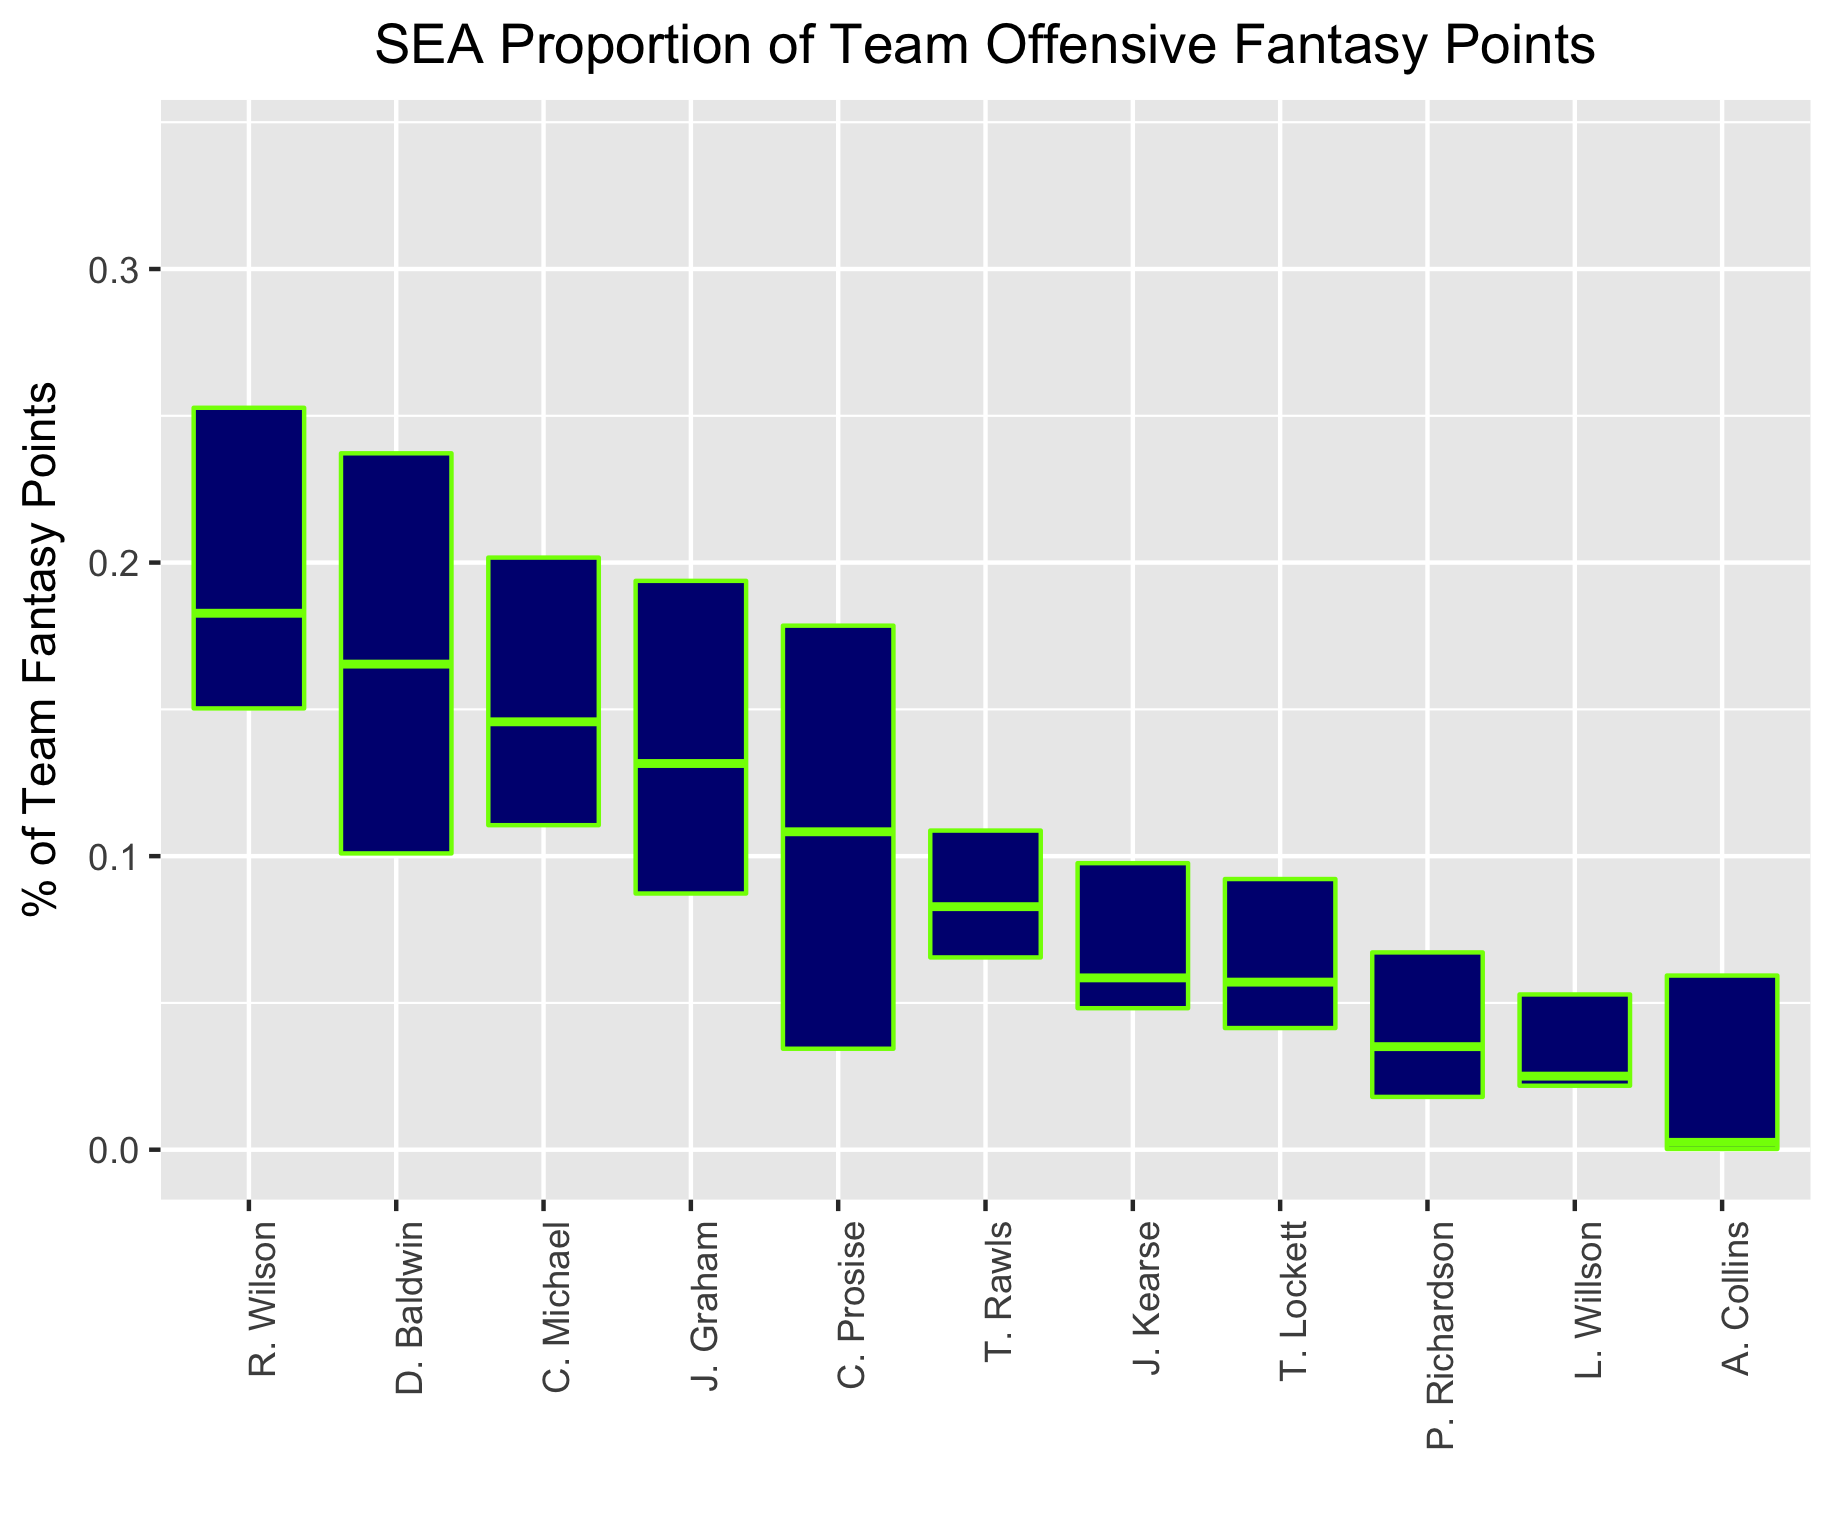 SEA Proportion of Team Offensive Fantasy Points
% of Team Fantasy Points
0.3
0.2
0.1
0.0
R. Wilson
D. Baldwin
C. Michael
J. Graham
C. Prosise
T. Rawls
J. Kearse
T. Lockett
P. Richardson
L. Willson
A. Collins